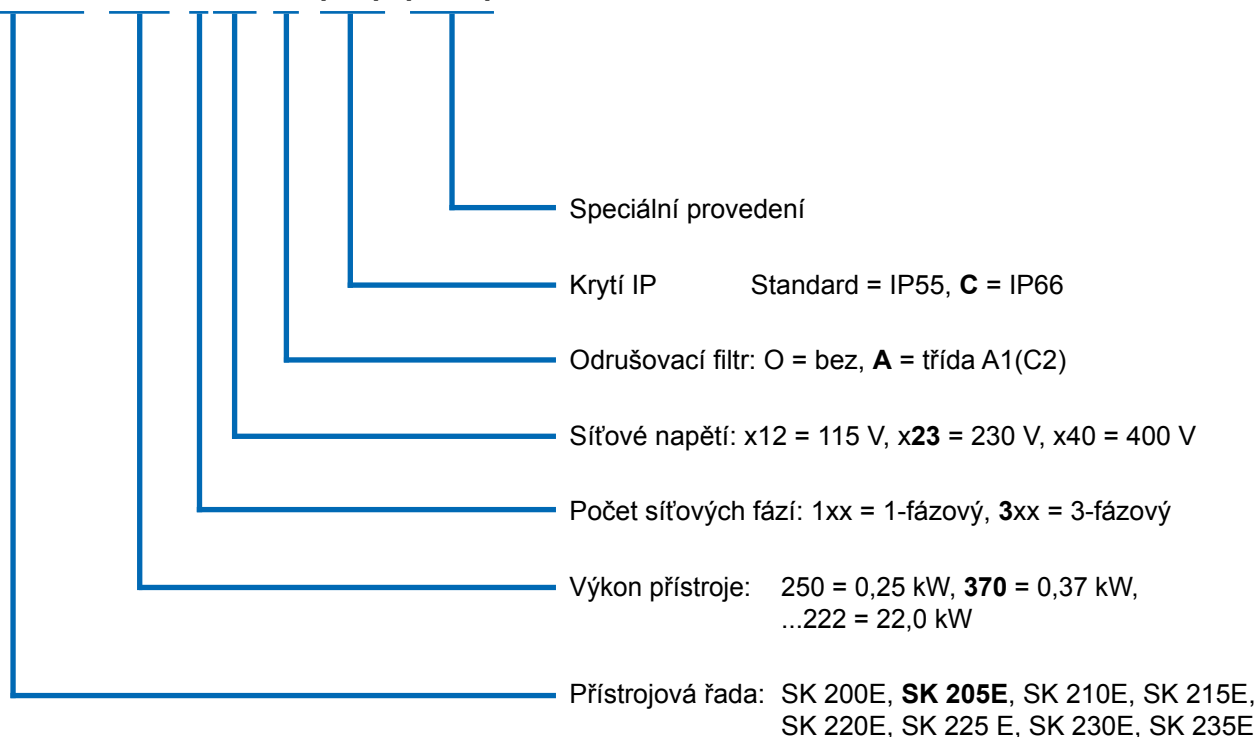 Speciální provedení
Krytí IP Standard = IP55, C = IP66
Odrušovací filtr: O = bez, A = třída A1(C2)
Síťové napětí: x12 = 115 V, x23 = 230 V, x40 = 400 V
Počet síťových fází: 1xx = 1-fázový, 3xx = 3-fázový
Výkon přístroje: 250 = 0,25 kW, 370 = 0,37 kW,
...222 = 22,0 kW
Přístrojová řada: SK 200E, SK 205E, SK 210E, SK 215E,
SK 220E, SK 225 E, SK 230E, SK 235E